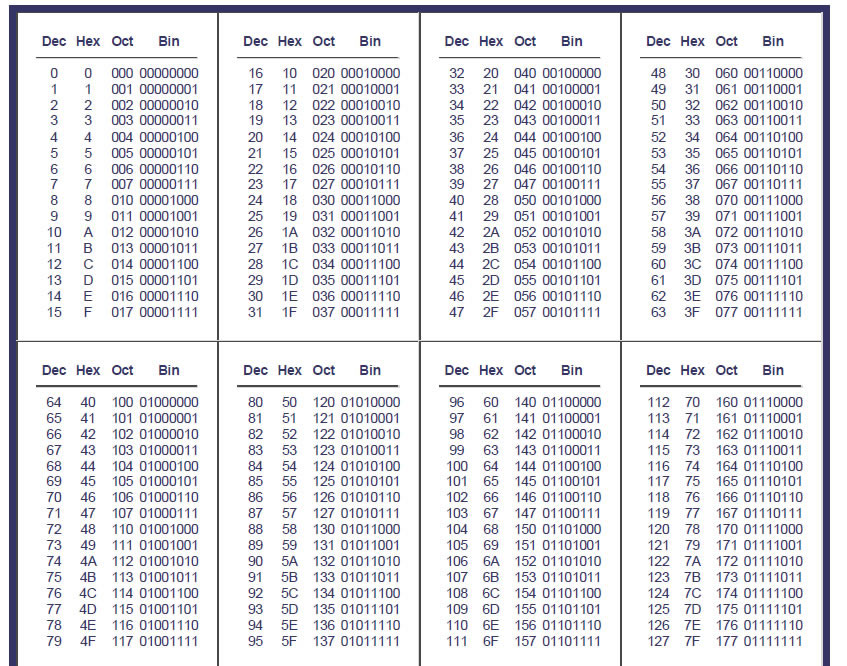 Dec Hex Oct Bin
0 0 000 00000000
1 1 001 00000001
2 2 002 00000010
3 3 003 00000011
4 4 004 00000100
5 5 005 00000101
6 6 006 00000110
7 7 007 00000111
8 8 010 00001000
9 9 011 00001001
10 A 012 00001010
11 B 013 00001011
12 C 014 00001100
13 D 015 00001101
14 E 016 00001110
15 F 017 00001111
Dec Hex Oct Bin
16 10 020 00010000
17 11 021 00010001
18 12 022 00010010
19 13 023 00010011
20 14 024 00010100
21 15 025 00010101
22 16 026 00010110
23 17 027 00010111
24 18 030 00011000
25 19 031 00011001
26 1A 032 00011010
27 1B 033 00011011
28 1C 034 00011100
29 1D 035 00011101
30 1E 036 00011110
31 1F 037 00011111
Dec Hex Oct Bin
32 20 040 00100000
33 21 041 00100001
34 22 042 00100010
35 23 043 00100011
36 24 044 00100100
37 25 045 00100101
38 26 046 00100110
39 27 047 00100111
40 28 050 00101000
41 29 051 00101001
42 2A 052 00101010
43 2B 053 00101011
44 2C 054 00101100
45 2D 055 00101101
46 2E 056 00101110
47 2F 057 00101111
Dec Hex Oct Bin
48 30 060 00110000
49 31 061 00110001
50 32 062 00110010
51 33 063 00110011
52 34 064 00110100
53 35 065 00110101
54 36 066 00110110
55 37 067 00110111
56 38 070 00111000
57 39 071 00111001
58 3A 072 00111010
59 3B 073 00111011
60 3C 074 00111100
61 3D 075 00111101
62 3E 076 00111110
63 3F 077 00111111
Dec Hex Oct Bin
64 40 100 01000000
65 41 101 01000001
66 42 102 01000010
67 43 103 01000011
68 44 104 01000100
69 45 105 01000101
70 46 106 01000110
71 47 107 01000111
72 48 110 01001000
73 49 111 01001001
74 4A 112 01001010
75 4B 113 01001011
76 4C 114 01001100
77 4D 115 01001101
78 4E 116 01001110
79 4F 117 01001111
Dec Hex Oct Bin
80 50 120 01010000
81 51 121 01010001
82 52 122 01010010
83 53 123 01010011
84 54 124 01010100
85 55 125 01010101
86 56 126 01010110
87 57 127 01010111
88 58 130 01011000
89 59 131 01011001
90 5A 132 01011010
91 5B 133 01011011
92 5C 134 01011100
93 5D 135 01011101
94 5E 136 01011110
95 5F 137 01011111
Dec Hex Oct Bin
96 60 140 01100000
97 61 141 01100001
98 62 142 01100010
99 63 143 01100011
100 64 144 01100100
101 65 145 01100101
102 66 146 01100110
103 67 147 01100111
104 68 150 01101000
105 69 151 01101001
106 6A 152 01101010
107 6B 153 01101011
108 6C 154 01101100
109 6D 155 01101101
110 6E 156 01101110
111 6F 157 01101111
Dec Hex Oct Bin
112 70 160 01110000
113 71 161 01110001
114 72 162 01110010
115 73 163 01110011
116 74 164 01110100
117 75 165 01110101
118 76 166 01110110
119 77 167 01110111
120 78 170 01111000
121 79 171 01111001
122 7A 172 01111010
123 7B 173 01111011
124 7C 174 01111100
125 7D 175 01111101
126 7E 176 01111110
127 7F 177 01111111